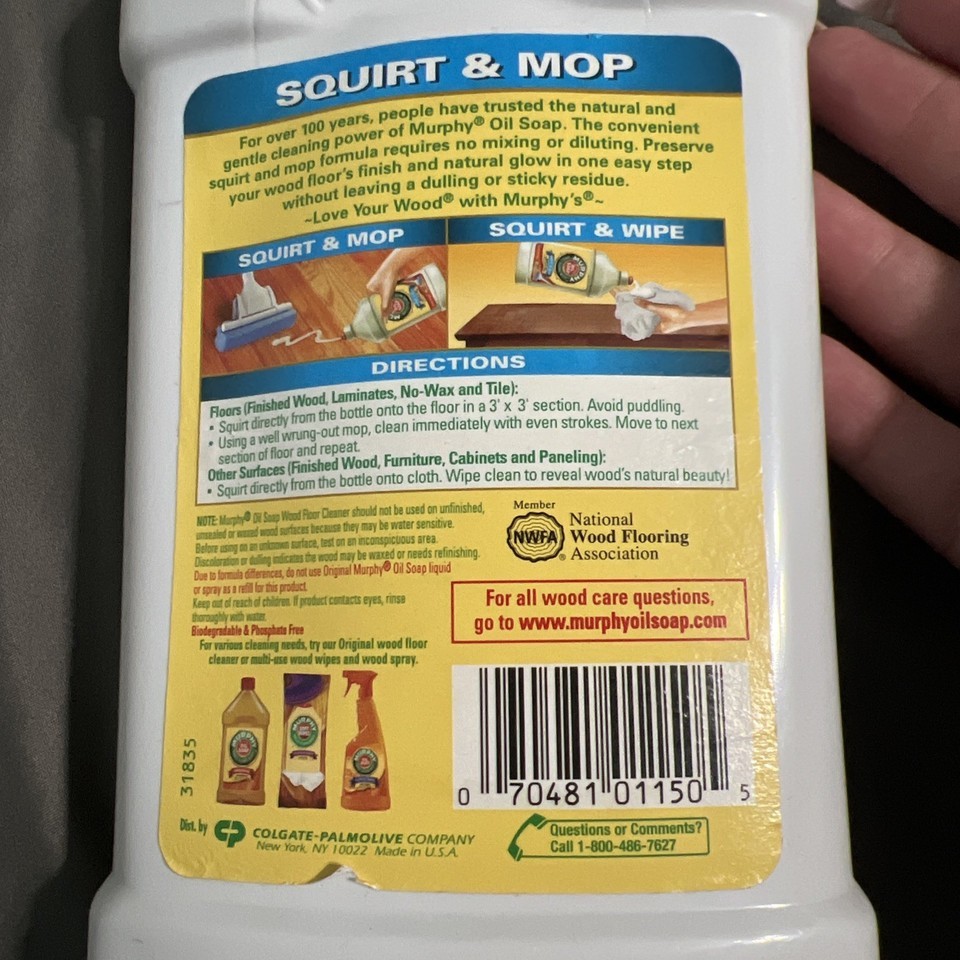 SQUIRT & MOP
For over 100 years, people have trusted the natural and
gentle cleaning power of Murphy® Oil Soap. The convenient
squirt and mop formula requires no mixing or diluting. Preserve
your wood floor's finish and natural glow in one easy step
without leaving a dulling or sticky residue.
~Love Your Wood® with Murphy's®~
SQUIRT & MOP
SQUIRT & WIPE
MURPHY
DIRECTIONS
Floors (Finished Wood, Laminates, No-Wax and Tile):
• Squirt directly from the bottle onto the floor in a 3' x 3' section. Avoid puddling.
• Using a well wrung-out mop, clean immediately with even strokes. Move to next
section of floor and repeat.
Other Surfaces (Finished Wood, Furniture, Cabinets and Paneling):
• Squirt directly from the bottle onto cloth. Wipe clean to reveal wood's natural beauty!
NOTE: Murphy® Oil Soap Wood Floor Cleaner should not be used on unfinished,
unsealed or waxed wood surfaces because they may be water sensitive.
Before using on an unknown surface, test on an inconspicuous area.
Discoloration or dulling indicates the wood may be waxed or needs refinishing.
Due to formula differences, do not use Original Murphy® Oil Soap liquid
or spray as a refill for this product.
Keep out of reach of children. If product contacts eyes, rinse
thoroughly with water.
Biodegradable & Phosphate Free
For various cleaning needs, try our Original wood floor
cleaner or multi-use wood wipes and wood spray.
Member
NWFA®
National
Wood Flooring
Association
For all wood care questions,
go to www.murphyoilsoap.com
MURPHY
31835
0 70481 01150 5
Dist. by CP COLGATE-PALMOLIVE COMPANY
New York, NY 10022 Made in U.S.A.
Questions or Comments?
Call 1-800-486-7627